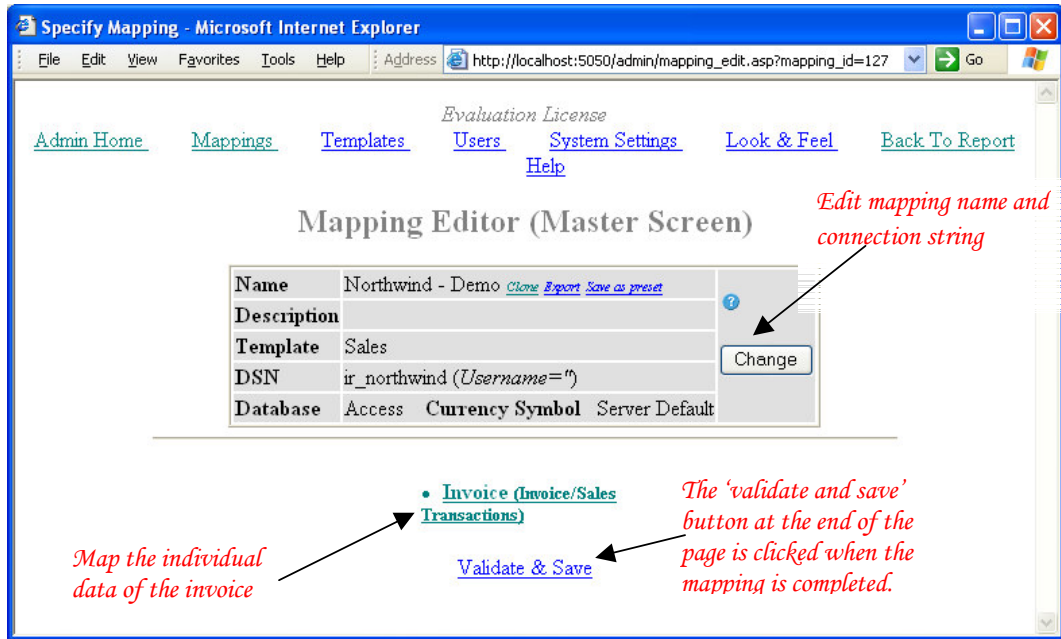 Specify Mapping - Microsoft Internet Explorer
File Edit View Favorites Tools Help Address http://localhost:5050/admin/mapping_edit.asp?mapping_id=127 Go
Evaluation License
Admin Home Mappings Templates Users System Settings Look & Feel Back To Report
Help
Edit mapping name and
connection string
Mapping Editor (Master Screen)
Name Northwind - Demo Clone Export Save as preset
?
Description
Template Sales
Change
DSN ir_northwind (Username='')
Database Access Currency Symbol Server Default
• Invoice (Invoice/Sales
Transactions)
Validate & Save
The ‘validate and save’
button at the end of the
page is clicked when the
mapping is completed.
Map the individual
data of the invoice